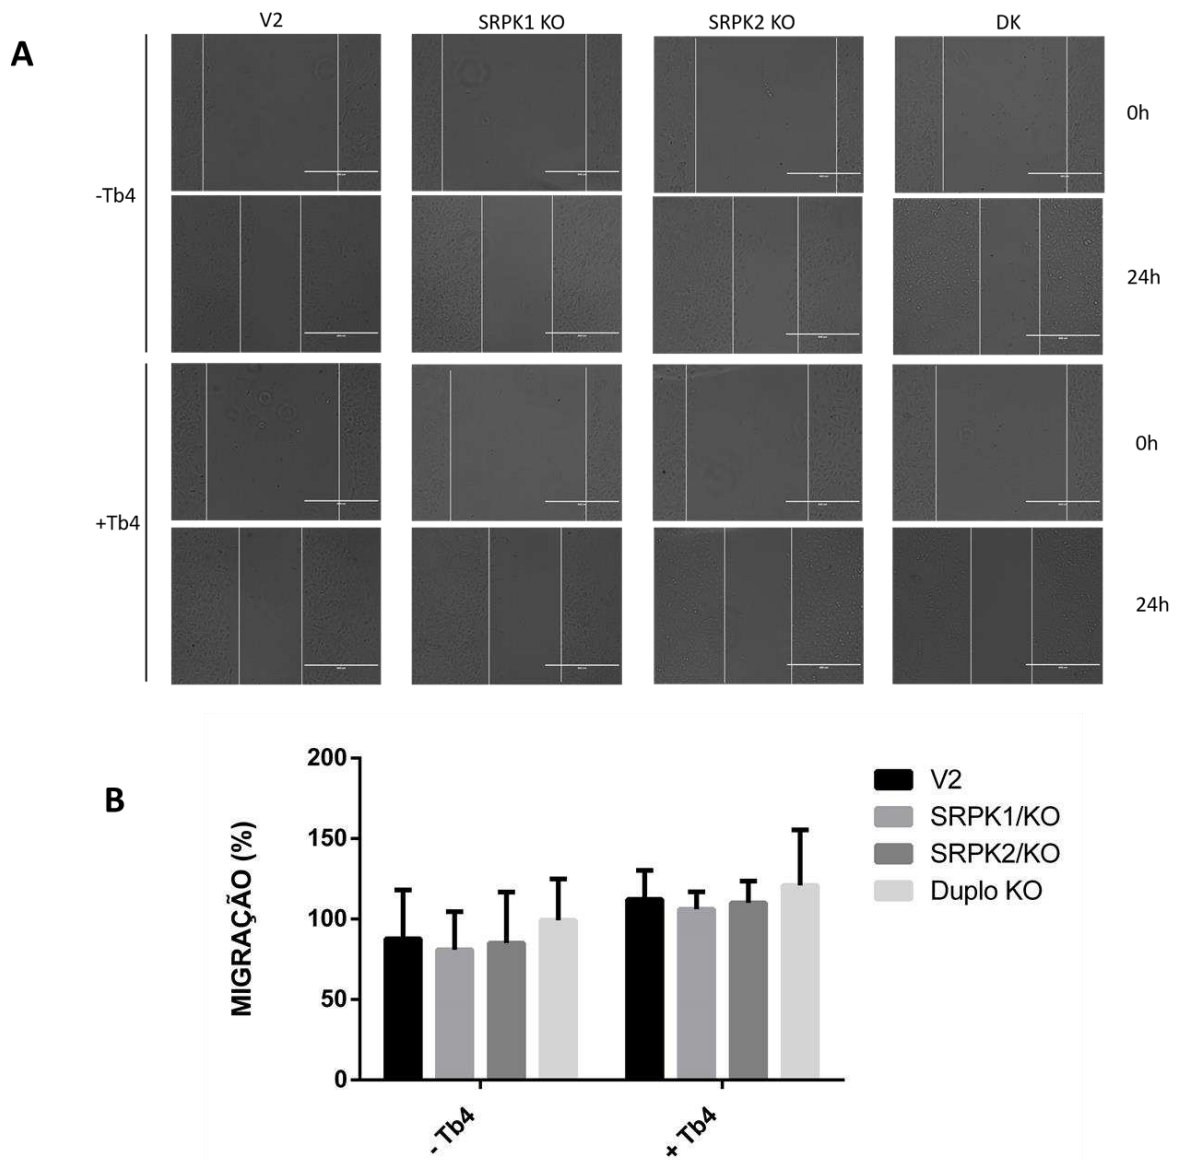 A
V2
SRPK1 KO
SRPK2 KO
DK
-Tb4
0h
24h
+Tb4
0h
24h
B
MIGRAÇÃO (%)
200
150
100
50
0
- Tb4
+ Tb4
V2
SRPK1/KO
SRPK2/KO
Duplo KO